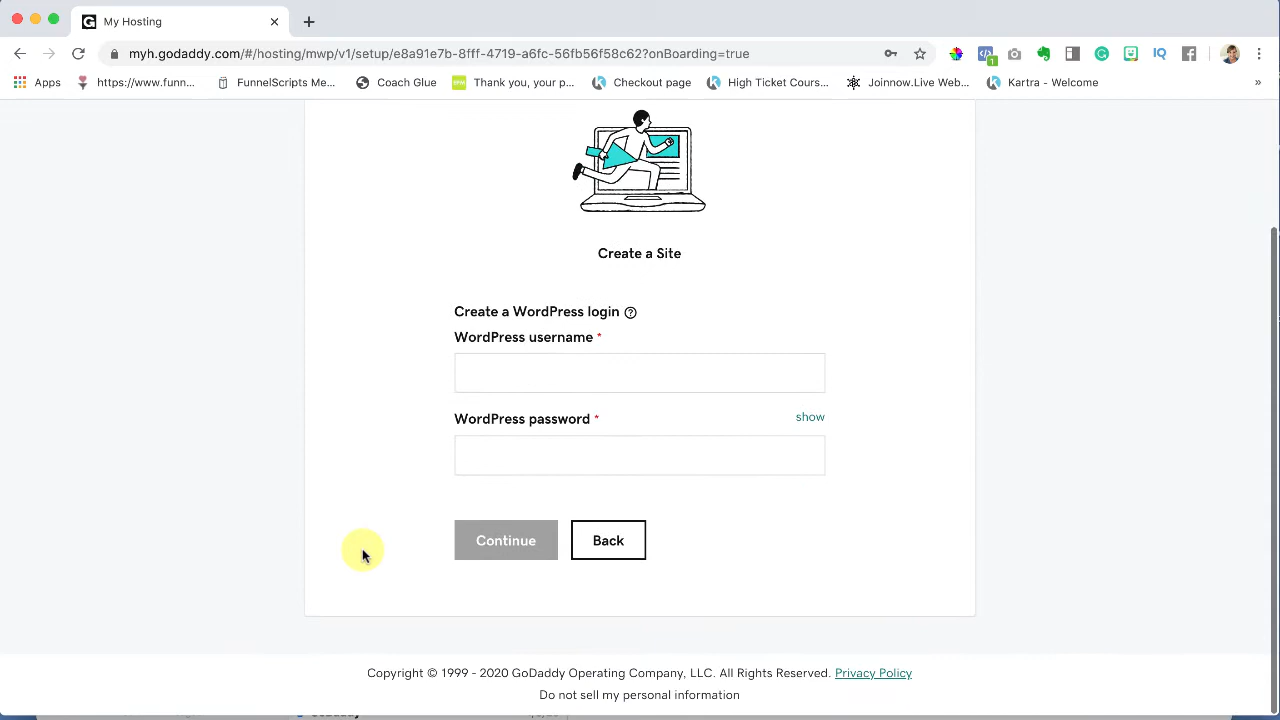 My Hosting
myh.godaddy.com/#/hosting/mwp/v1/setup/e8a91e7b-8fff-4719-a6fc-56fb56f58c62?onBoarding=true
1
IQ
Apps
https://www.funn...
FunnelScripts Me...
Coach Glue
Thank you, your p...
Checkout page
High Ticket Cours...
Joinnow.Live Web...
Kartra - Welcome
»
Create a Site
Create a WordPress login ?
WordPress username *
WordPress password *
show
Continue
Back
Copyright © 1999 - 2020 GoDaddy Operating Company, LLC. All Rights Reserved. Privacy Policy
Do not sell my personal information